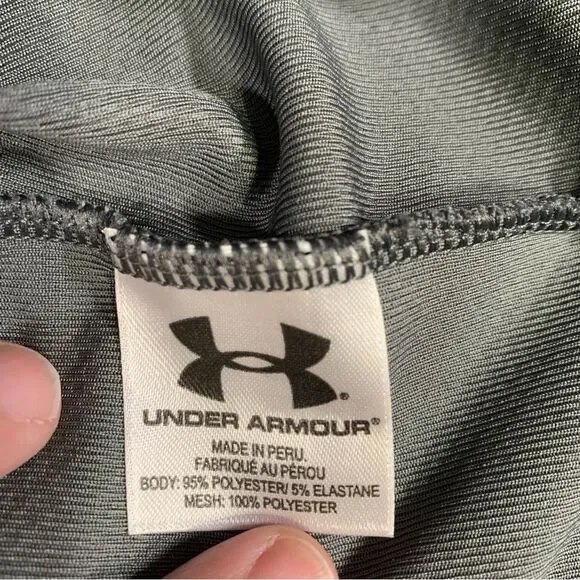 UNDER ARMOUR®
MADE IN PERU.
FABRIQUÉ AU PÉROU
BODY: 95% POLYESTER/ 5% ELASTANE
MESH: 100% POLYESTER